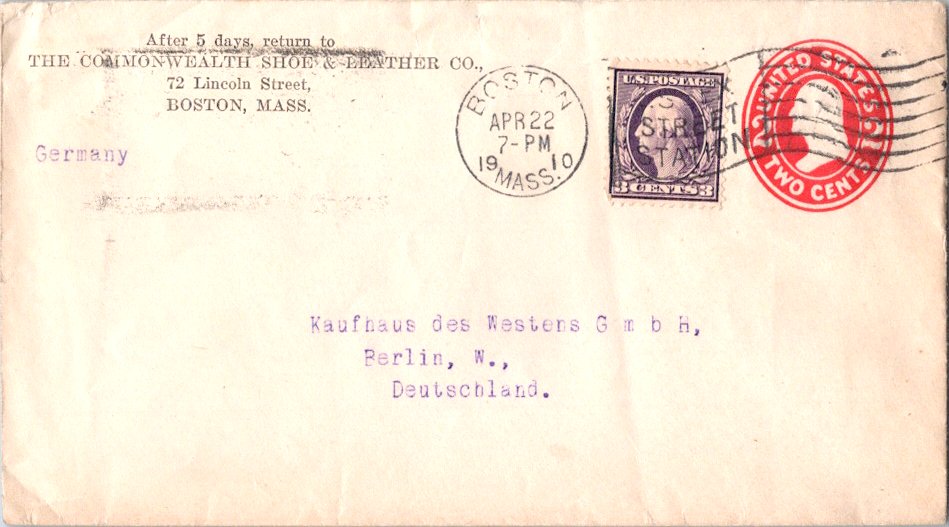 After 5 days, return to
THE COMMONWEALTH SHOE & LEATHER CO.,
72 Lincoln Street,
BOSTON, MASS.
Germany
BOSTON
APR 22
7-PM
19 10
MASS.
U.S. POSTAGE
3 CENTS 3
STREET
STATION
UNITED STATES
2 2
TWO CENTS
Kaufhaus des Westens G m b H,
Berlin, W.,
Deutschland.